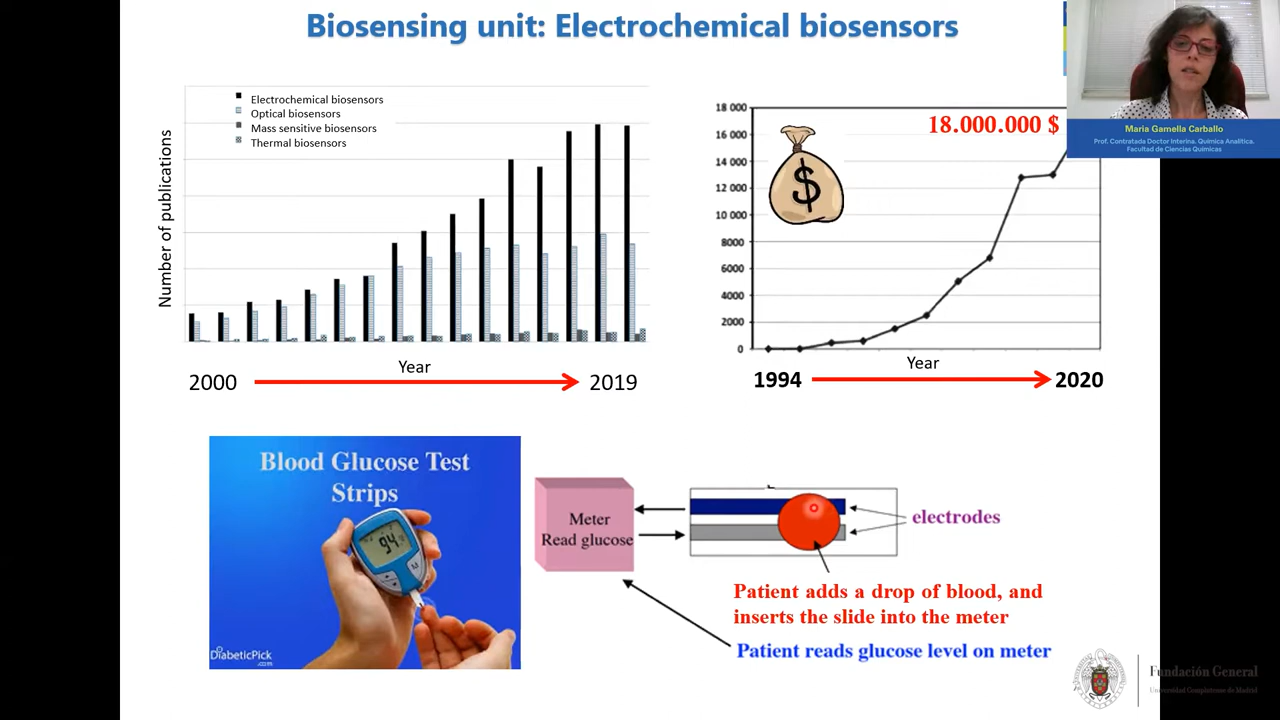 Biosensing unit: Electrochemical biosensors
Electrochemical biosensors
Optical biosensors
Mass sensitive biosensors
Thermal biosensors
Number of publications
Year
2000
2019
18 000
16 000
14 000
12 000
10 000
8000
6000
4000
2000
0
18.000.000 $
$
Year
1994
2020
Maria Gamella Carballo
Prof. Contratada Doctor Interina. Química Analítica.
Facultad de Ciencias Químicas
Blood Glucose Test
Strips
94
M
DiabeticPick
.com
Meter
Read glucose
electrodes
Patient adds a drop of blood, and
inserts the slide into the meter
Patient reads glucose level on meter
Fundación General
Universidad Complutense de Madrid